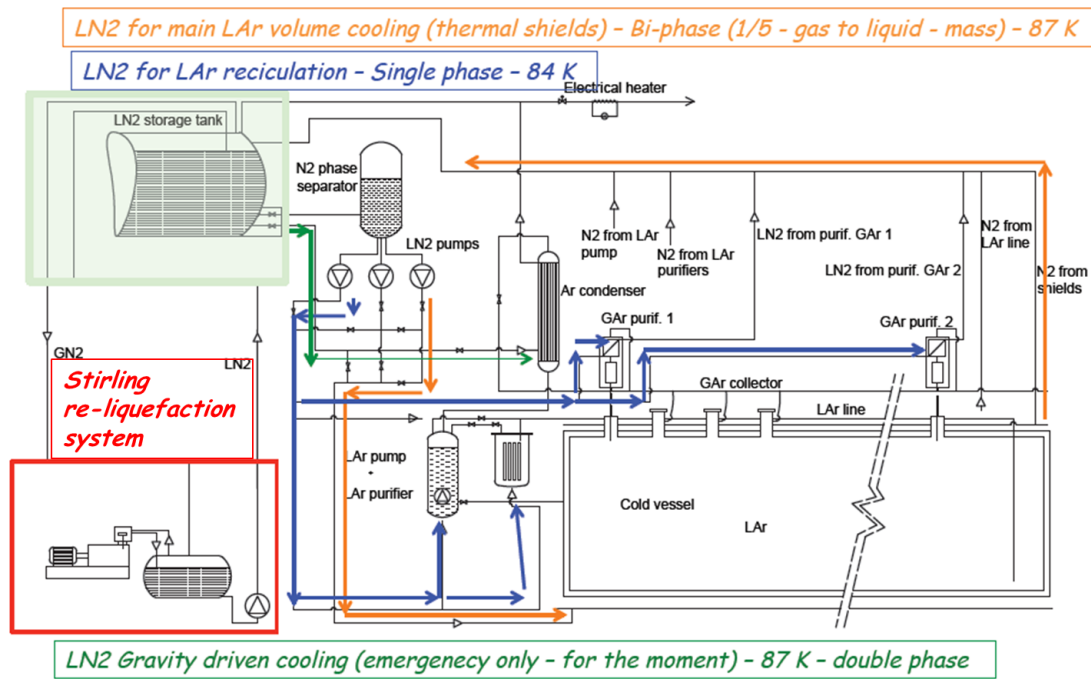 LN2 for main LAr volume cooling (thermal shields) – Bi-phase (1/5 - gas to liquid - mass) – 87 K
LN2 for LAr reciculation – Single phase – 84 K
Electrical heater
LN2 storage tank
N2 phase
separator
LN2 pumps
N2 from LAr
pump
N2 from LAr
purifiers
LN2 from purif. GAr 1
LN2 from purif. GAr 2
N2 from
LAr line
N2 from
shields
Ar condenser
GAr purif. 1
GAr purif. 2
GN2
LN2
Stirling
re-liquefaction
system
GAr collector
LAr line
LAr pump
+
LAr purifier
Cold vessel
LAr
LN2 Gravity driven cooling (emergenecy only – for the moment) – 87 K – double phase